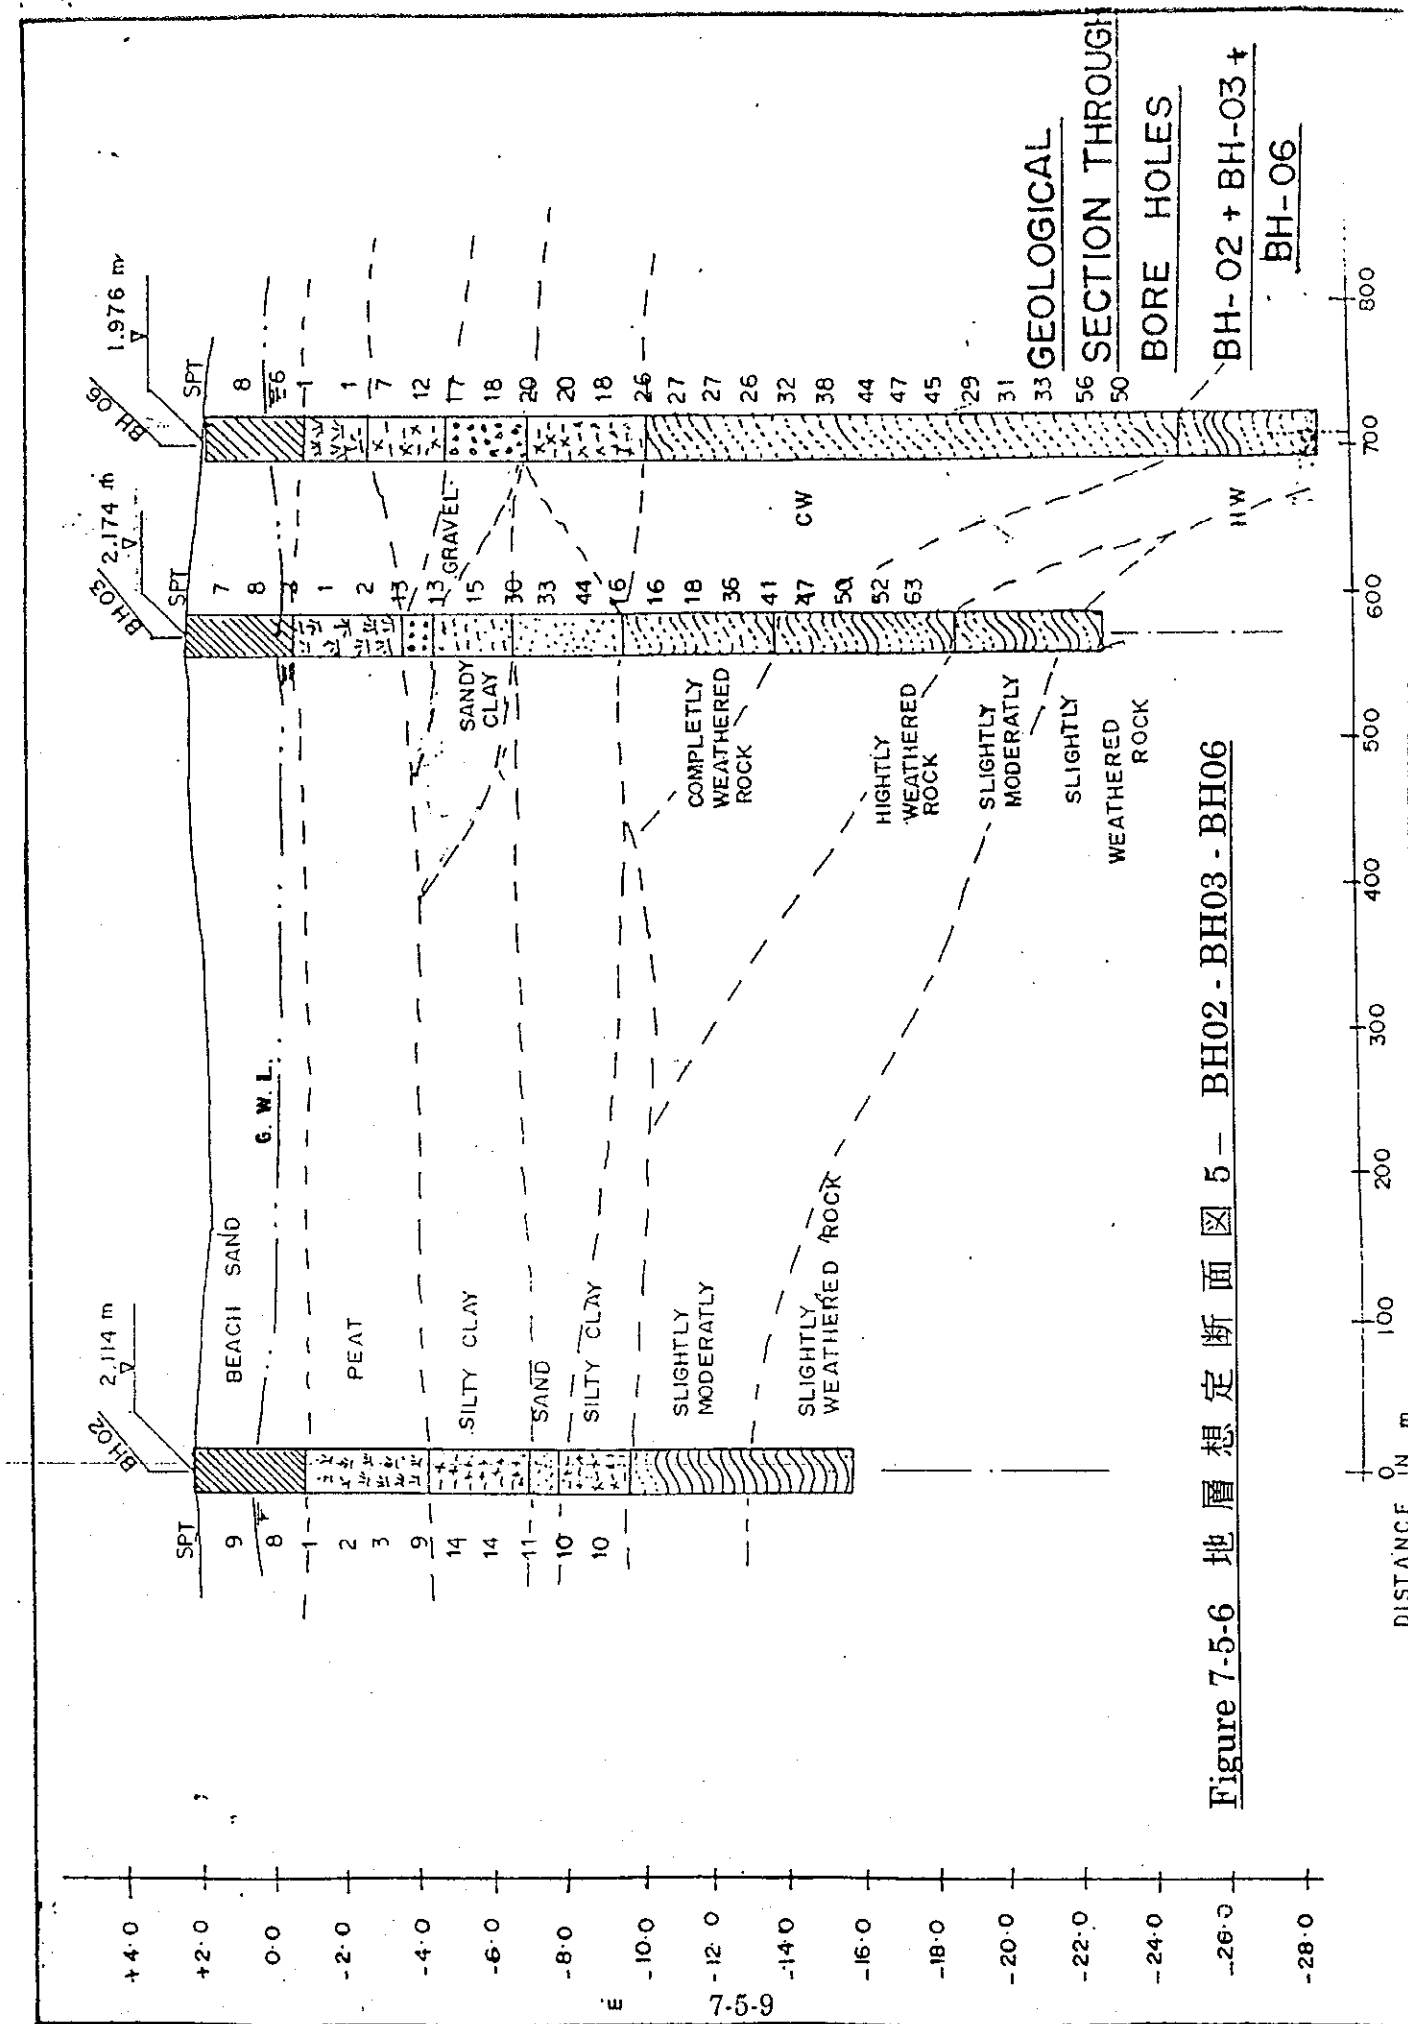 GEOLOGICAL
SECTION THROUGH
BORE HOLES
BH-02 + BH-03 +
BH-06
BH.02
2.114 m
BH.03
2.174 m
BH.06
1.976 m
SPT
9
8
1
2
3
9
14
14
11
10
10
SPT
7
8
1
2
13
13
15
30
33
44
16
16
18
36
41
47
50
52
63
SPT
8
6
1
1
7
12
17
18
20
20
18
26
27
27
26
32
38
44
47
45
29
31
33
56
50
BEACH SAND
G. W. L.
PEAT
SILTY CLAY
SAND
SILTY CLAY
SLIGHTLY
MODERATLY
SLIGHTLY
WEATHERED ROCK
GRAVEL
SANDY
CLAY
COMPLETLY
WEATHERED
ROCK
HIGHTLY
WEATHERED
ROCK
SLIGHTLY
MODERATLY
SLIGHTLY
WEATHERED
ROCK
CW
HW
+4.0
+2.0
0.0
-2.0
-4.0
-6.0
-8.0
-10.0
-12.0
-14.0
-16.0
-18.0
-20.0
-22.0
-24.0
-26.0
-28.0
m
0 100 200 300 400 500 600 700 800
DISTANCE IN m
Figure 7-5-6 地層想定断面図 5 — BH02 - BH03 - BH06
7-5-9